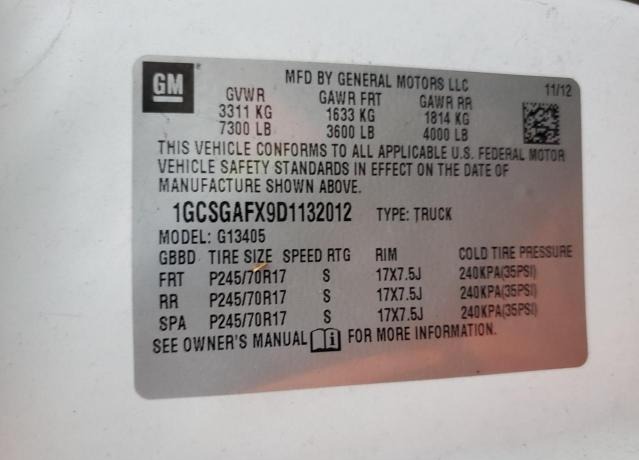 GM
MFD BY GENERAL MOTORS LLC 11/12
GVWR GAWR FRT GAWR RR
3311 KG 1633 KG 1814 KG
7300 LB 3600 LB 4000 LB
THIS VEHICLE CONFORMS TO ALL APPLICABLE U.S. FEDERAL MOTOR
VEHICLE SAFETY STANDARDS IN EFFECT ON THE DATE OF
MANUFACTURE SHOWN ABOVE.
1GCSGAFX9D1132012 TYPE: TRUCK
MODEL: G13405
GBBD TIRE SIZE SPEED RTG RIM COLD TIRE PRESSURE
FRT P245/70R17 S 17X7.5J 240KPA(35PSI)
RR P245/70R17 S 17X7.5J 240KPA(35PSI)
SPA P245/70R17 S 17X7.5J 240KPA(35PSI)
SEE OWNER'S MANUAL FOR MORE INFORMATION.